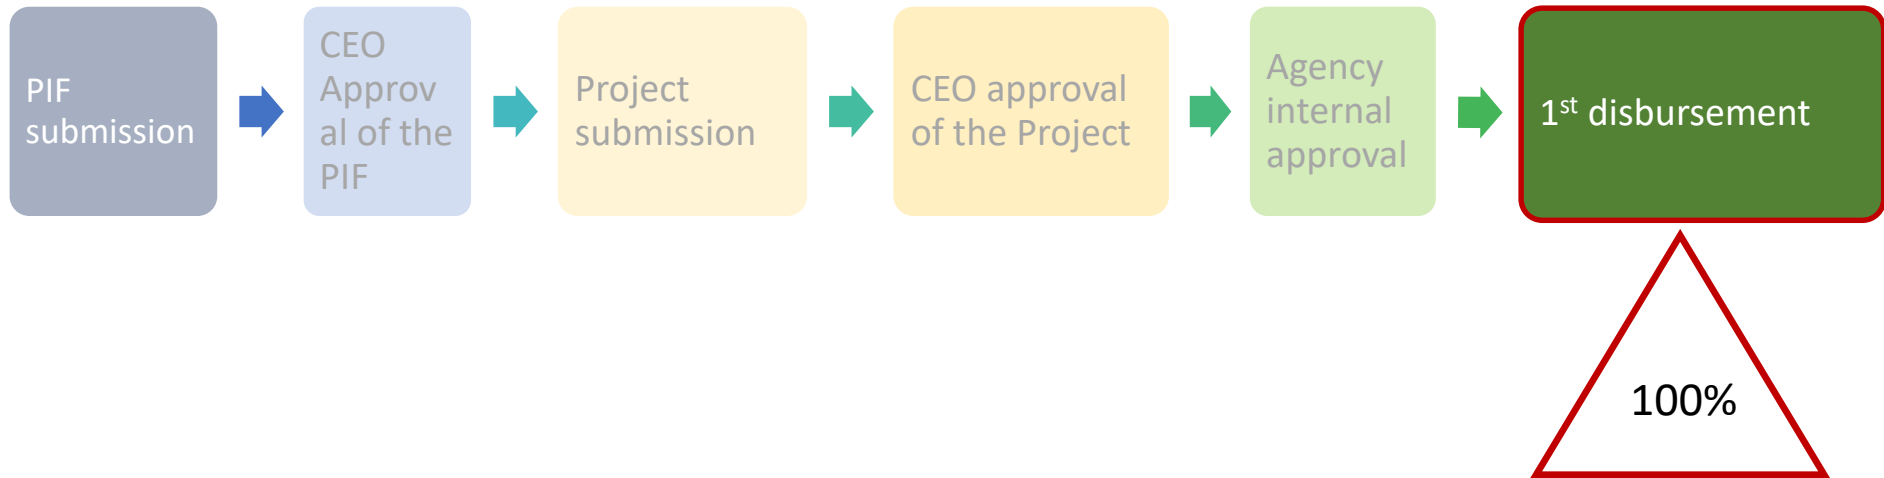 PIF
submission
CEO
Approv
al of the
PIF
Project
submission
CEO approval
of the Project
Agency
internal
approval
1st disbursement
100%